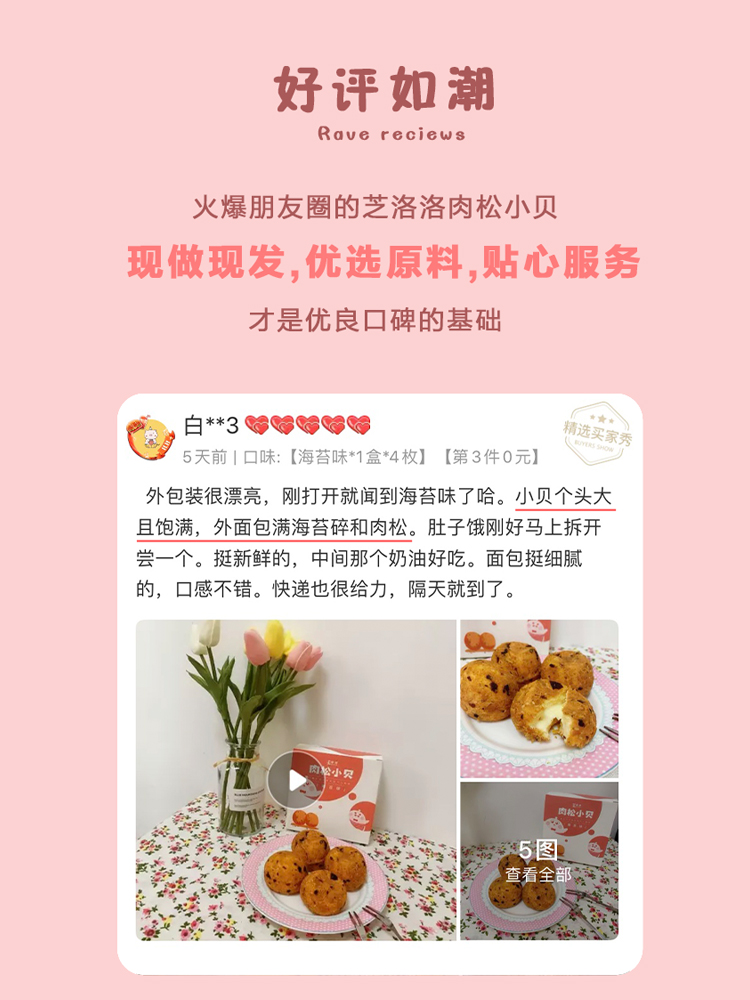 好评如潮
Rave reciews
火爆朋友圈的芝洛洛肉松小贝
现做现发,优选原料,贴心服务
才是优良口碑的基础
白**3
精选买家秀
BUYERS SHOW
5天前 | 口味:【海苔味*1盒*4枚】【第3件0元】
外包装很漂亮，刚打开就闻到海苔味了哈。小贝个头大
且饱满，外面包满海苔碎和肉松。肚子饿刚好马上拆开
尝一个。挺新鲜的，中间那个奶油好吃。面包挺细腻
的，口感不错。快递也很给力，隔天就到了。
肉松小贝
肉松小贝
5图
查看全部